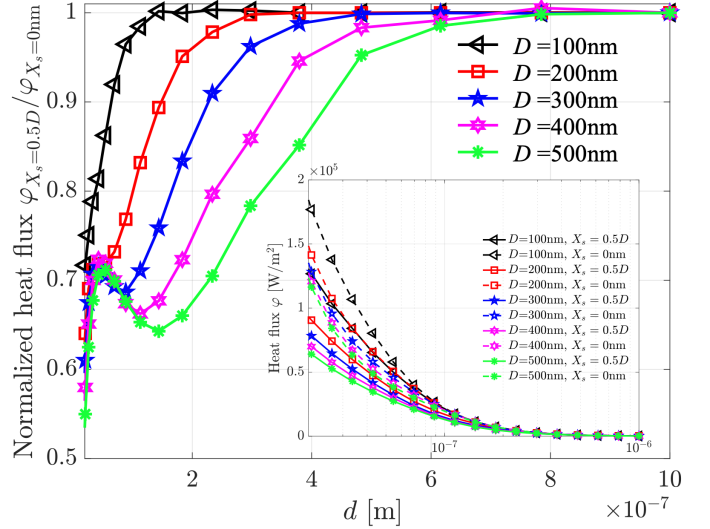 Normalized heat flux φ_{X_s=0.5D}/φ_{X_s=0nm}
1
0.9
0.8
0.7
0.6
0.5
D =100nm
D =200nm
D =300nm
D =400nm
D =500nm
×10^5
2
1.5
1
0.5
0
Heat flux φ [W/m^2]
D=100nm, X_s = 0.5D
D=100nm, X_s = 0nm
D=200nm, X_s = 0.5D
D=200nm, X_s = 0nm
D=300nm, X_s = 0.5D
D=300nm, X_s = 0nm
D=400nm, X_s = 0.5D
D=400nm, X_s = 0nm
D=500nm, X_s = 0.5D
D=500nm, X_s = 0nm
10^-7 10^-6
2 4 6 8 10
d [m] ×10^-7